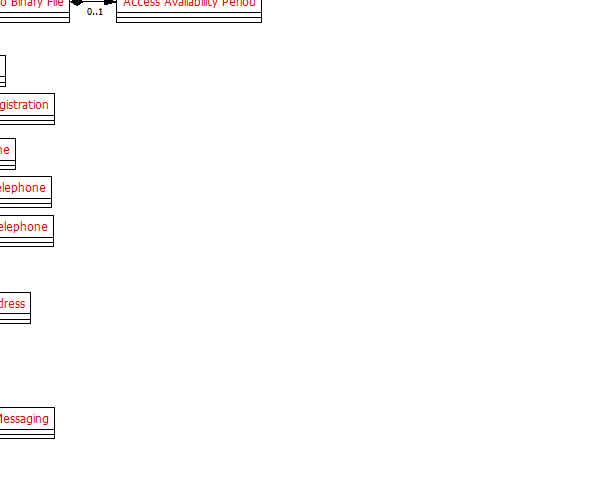 o Binary File
Access Availability Period
0..1
gistration
ne
elephone
elephone
dress
Messaging